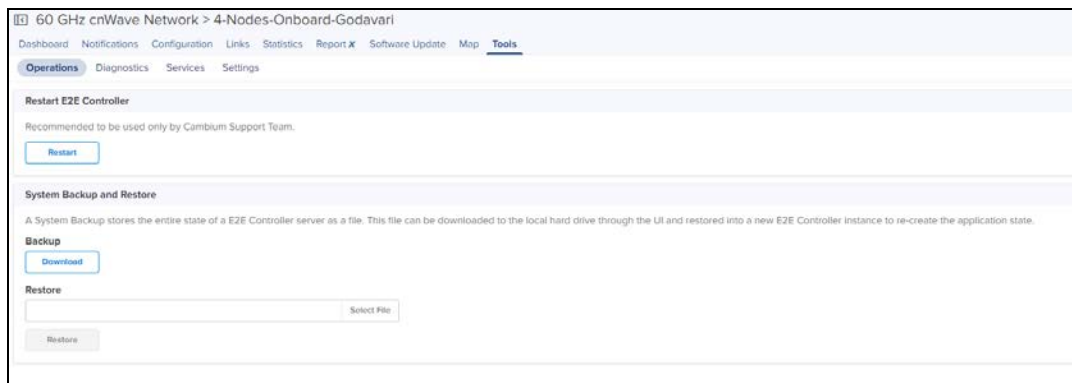 60 GHz cnWave Network > 4-Nodes-Onboard-Godavari
Dashboard Notifications Configuration Links Statistics Report X Software Update Map Tools
Operations Diagnostics Services Settings
Restart E2E Controller
Recommended to be used only by Cambium Support Team.
Restart
System Backup and Restore
A System Backup stores the entire state of a E2E Controller server as a file. This file can be downloaded to the local hard drive through the UI and restored into a new E2E Controller instance to re-create the application state.
Backup
Download
Restore
Select File
Restore